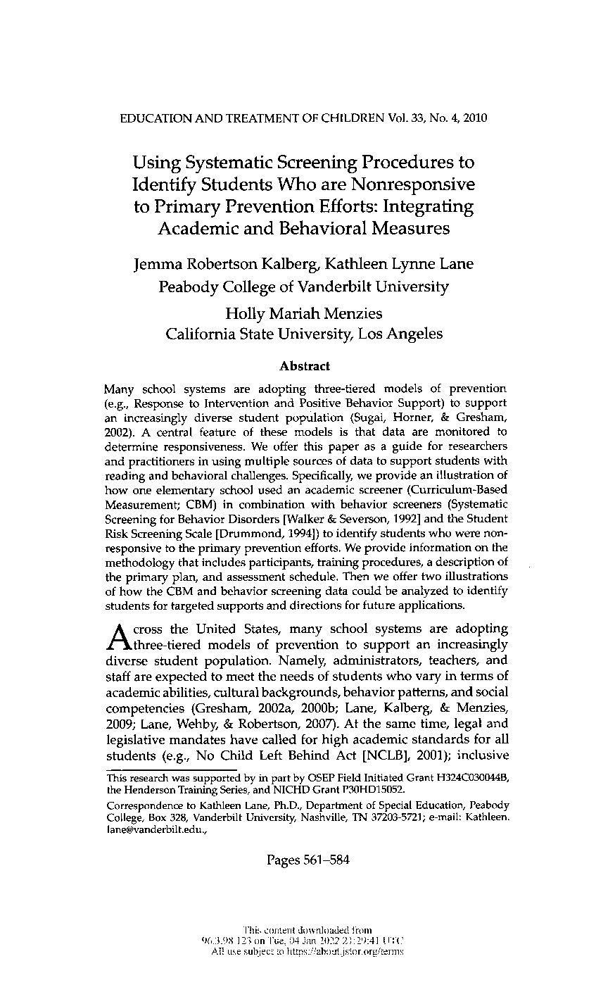 EDUCATION AND TREATMENT OF CHILDREN Vol. 33, No. 4, 2010
Using Systematic Screening Procedures to
Identify Students Who are Nonresponsive
to Primary Prevention Efforts: Integrating
Academic and Behavioral Measures
Jemma Robertson Kalberg, Kathleen Lynne Lane
Peabody College of Vanderbilt University
Holly Mariah Menzies
California State University, Los Angeles
Abstract
Many school systems are adopting three-tiered models of prevention
(e.g., Response to Intervention and Positive Behavior Support) to support
an increasingly diverse student population (Sugai, Horner, & Gresham,
2002). A central feature of these models is that data are monitored to
determine responsiveness. We offer this paper as a guide for researchers
and practitioners in using multiple sources of data to support students with
reading and behavioral challenges. Specifically, we provide an illustration of
how one elementary school used an academic screener (Curriculum-Based
Measurement; CBM) in combination with behavior screeners (Systematic
Screening for Behavior Disorders [Walker & Severson, 1992] and the Student
Risk Screening Scale [Drummond, 1994]) to identify students who were non-
responsive to the primary prevention efforts. We provide information on the
methodology that includes participants, training procedures, a description of
the primary plan, and assessment schedule. Then we offer two illustrations
of how the CBM and behavior screening data could be analyzed to identify
students for targeted supports and directions for future applications.
Across the United States, many school systems are adopting
three-tiered models of prevention to support an increasingly
diverse student population. Namely, administrators, teachers, and
staff are expected to meet the needs of students who vary in terms of
academic abilities, cultural backgrounds, behavior patterns, and social
competencies (Gresham, 2002a, 2000b; Lane, Kalberg, & Menzies,
2009; Lane, Wehby, & Robertson, 2007). At the same time, legal and
legislative mandates have called for high academic standards for all
students (e.g., No Child Left Behind Act [NCLB], 2001); inclusive
This research was supported by in part by OSEP Field Initiated Grant H324C030044B,
the Henderson Training Series, and NICHD Grant P30HD15052.
Correspondence to Kathleen Lane, Ph.D., Department of Special Education, Peabody
College, Box 328, Vanderbilt University, Nashville, TN 37203-5721; e-mail: Kathleen.
lane@vanderbilt.edu.,
Pages 561–584
This content downloaded from
96.3.98.123 on Tue, 04 Jan 2022 21:29:41 UTC
All use subject to https://about.jstor.org/terms